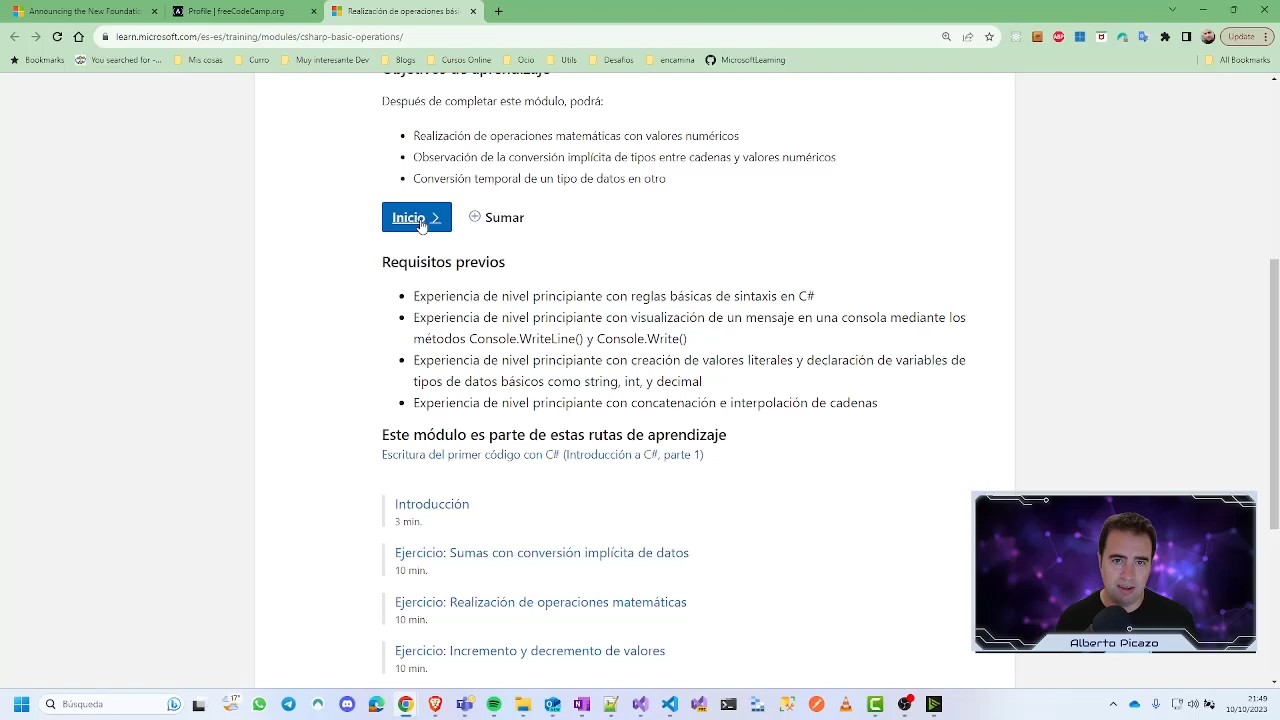 Announcing the New Foundatic
Profile | freeCodeCamp.org
Realización de operaciones bási
learn.microsoft.com/es-es/training/modules/csharp-basic-operations/
Update
Bookmarks
You searched for -...
Mis cosas
Curro
Muy interesante Dev
Blogs
Cursos Online
Ocio
Utils
Desafios
encamina
MicrosoftLearning
All Bookmarks
Objetivos de aprendizaje
Después de completar este módulo, podrá:
• Realización de operaciones matemáticas con valores numéricos
• Observación de la conversión implícita de tipos entre cadenas y valores numéricos
• Conversión temporal de un tipo de datos en otro
Inicio >
Sumar
Requisitos previos
• Experiencia de nivel principiante con reglas básicas de sintaxis en C#
• Experiencia de nivel principiante con visualización de un mensaje en una consola mediante los
métodos Console.WriteLine() y Console.Write()
• Experiencia de nivel principiante con creación de valores literales y declaración de variables de
tipos de datos básicos como string, int, y decimal
• Experiencia de nivel principiante con concatenación e interpolación de cadenas
Este módulo es parte de estas rutas de aprendizaje
Escritura del primer código con C# (Introducción a C#, parte 1)
Introducción
3 min.
Ejercicio: Sumas con conversión implícita de datos
10 min.
Ejercicio: Realización de operaciones matemáticas
10 min.
Ejercicio: Incremento y decremento de valores
10 min.
Alberto Picazo
Búsqueda
17°
21:49
10/10/2023